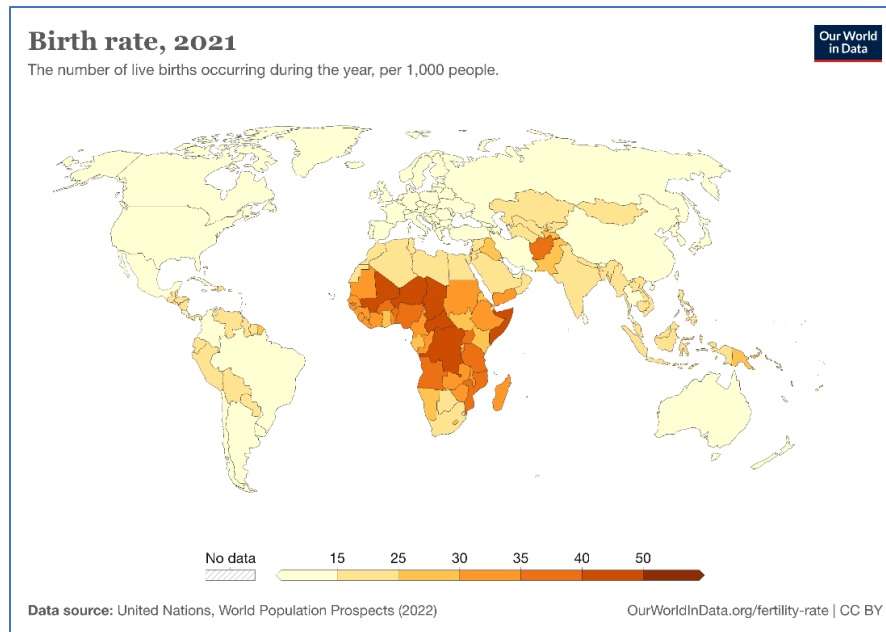 Birth rate, 2021
The number of live births occurring during the year, per 1,000 people.
Our World
in Data
No data 15 25 30 35 40 50
Data source: United Nations, World Population Prospects (2022) OurWorldInData.org/fertility-rate | CC BY